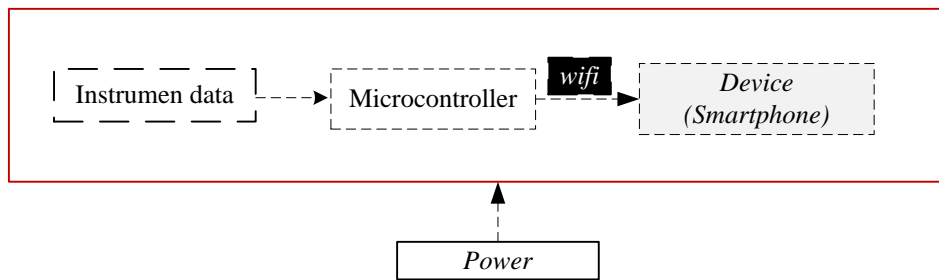 Instrumen data
Microcontroller
wifi
Device
(Smartphone)
Power